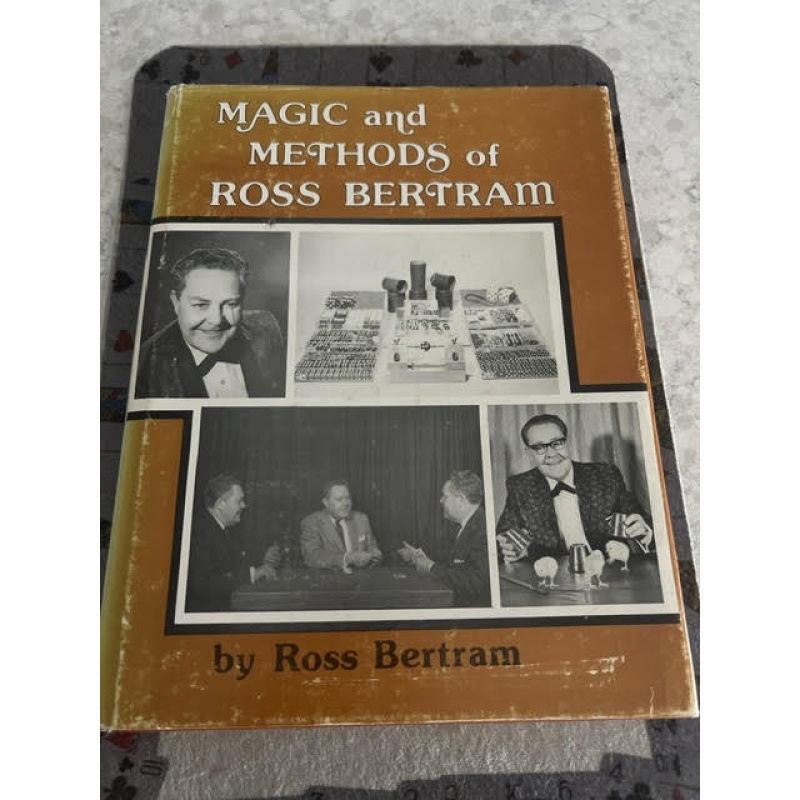 MAGIC and
METHODS of
ROSS BERTRAM
by Ross Bertram